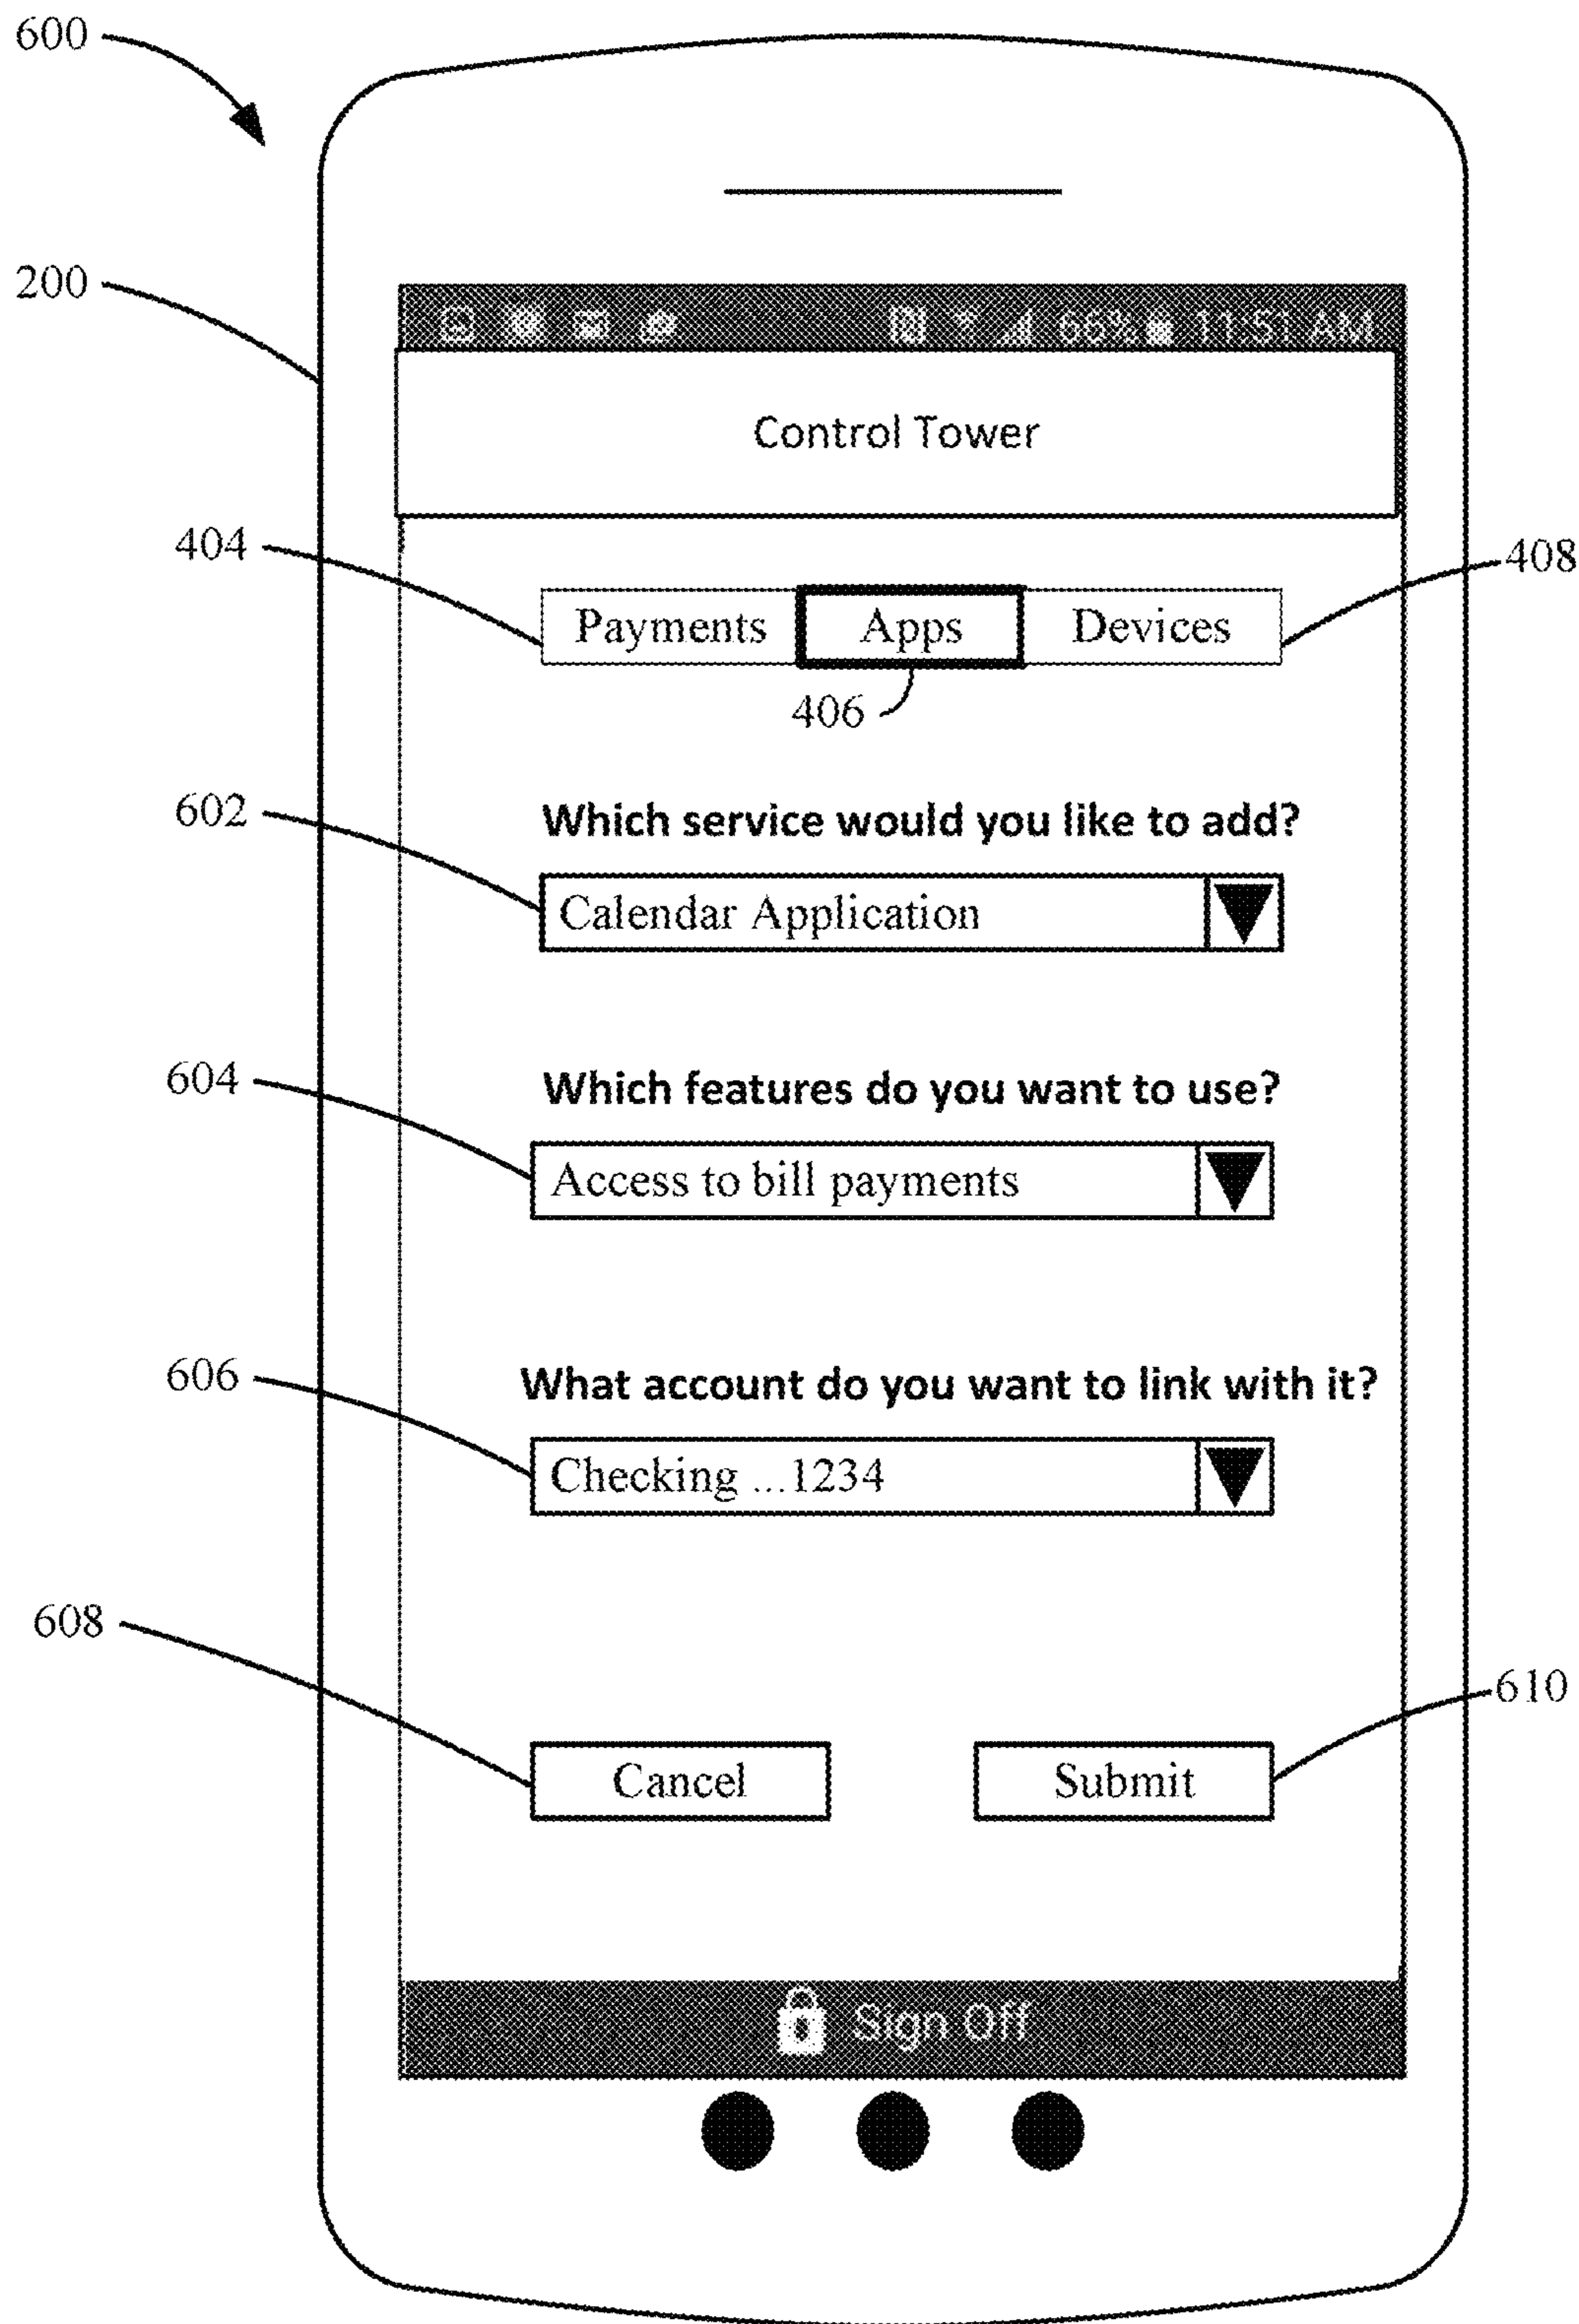 600
200
66% 11:51 AM
Control Tower
404
408
Payments Apps Devices
406
602
Which service would you like to add?
Calendar Application
604
Which features do you want to use?
Access to bill payments
606
What account do you want to link with it?
Checking ...1234
608
610
Cancel Submit
Sign Off